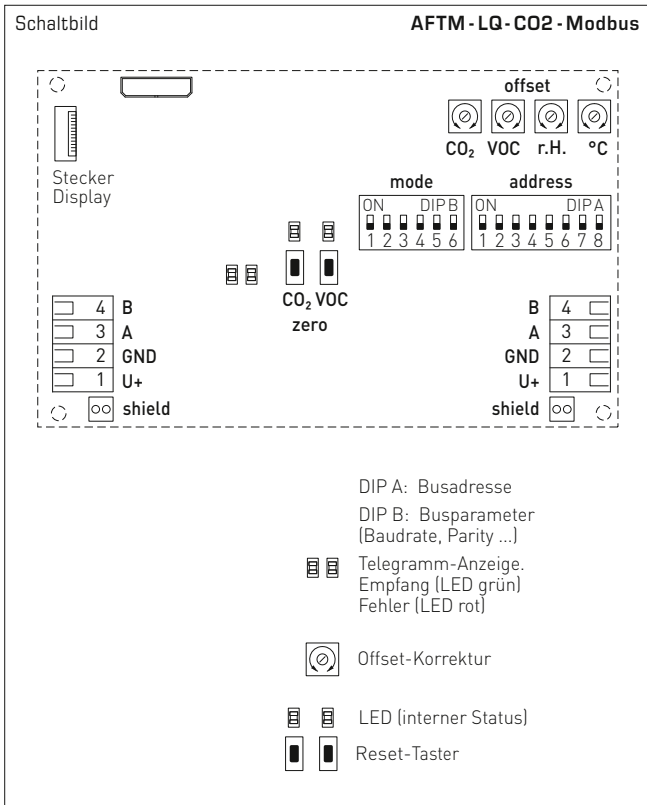 Schaltbild AFTM-LQ-CO2-Modbus
offset
CO₂ VOC r.H. °C
Stecker
Display
mode address
ON DIP B ON DIP A
1 2 3 4 5 6 1 2 3 4 5 6 7 8
CO₂ VOC
zero
4 B B 4
3 A A 3
2 GND GND 2
1 U+ U+ 1
shield shield
DIP A: Busadresse
DIP B: Busparameter
(Baudrate, Parity ...)
Telegramm-Anzeige.
Empfang (LED grün)
Fehler (LED rot)
Offset-Korrektur
LED (interner Status)
Reset-Taster